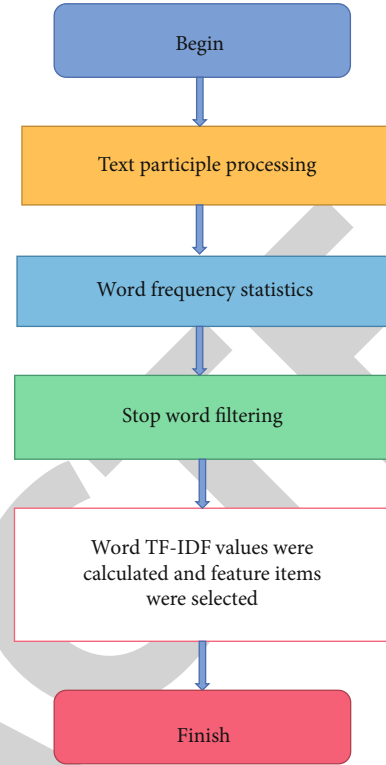 Begin
Text participle processing
Word frequency statistics
Stop word filtering
Word TF-IDF values were
calculated and feature items
were selected
Finish